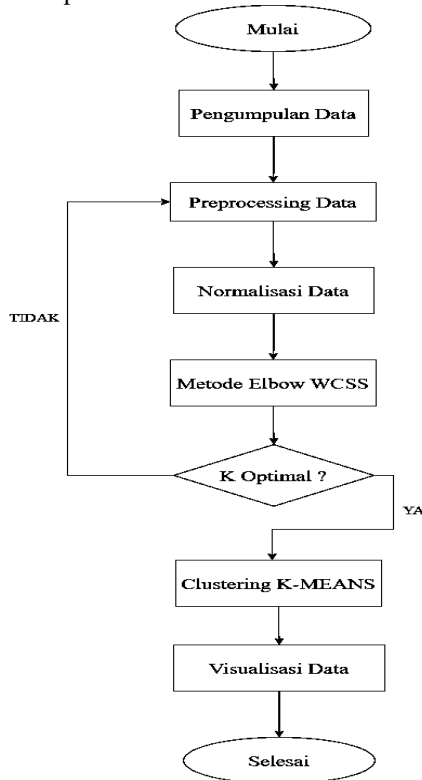 Mulai
Pengumpulan Data
Preprocessing Data
Normalisasi Data
TIDAK
Metode Elbow WCSS
K Optimal ?
YA
Clustering K-MEANS
Visualisasi Data
Selesai